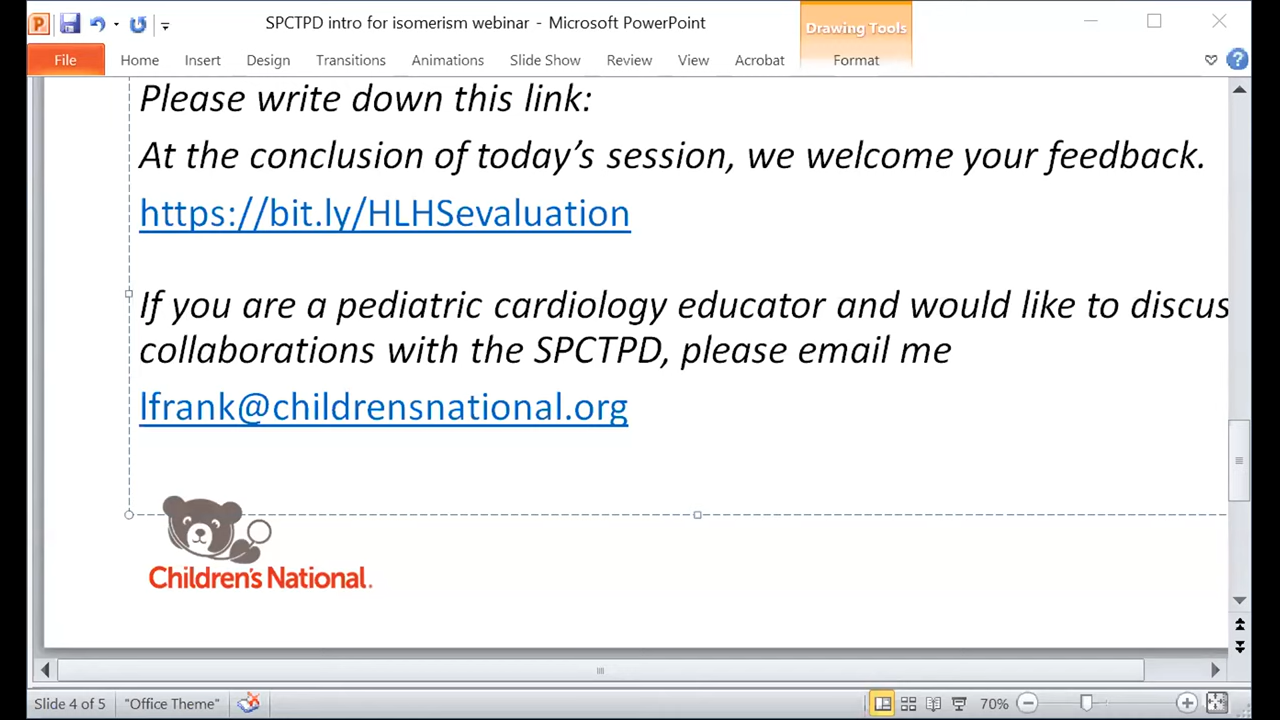 SPCTPD intro for isomerism webinar - Microsoft PowerPoint
Drawing Tools
File Home Insert Design Transitions Animations Slide Show Review View Acrobat Format
Please write down this link:
At the conclusion of today's session, we welcome your feedback.
https://bit.ly/HLHSevaluation
If you are a pediatric cardiology educator and would like to discus
collaborations with the SPCTPD, please email me
lfrank@childrensnational.org
Children's National.
Slide 4 of 5 "Office Theme" 70%